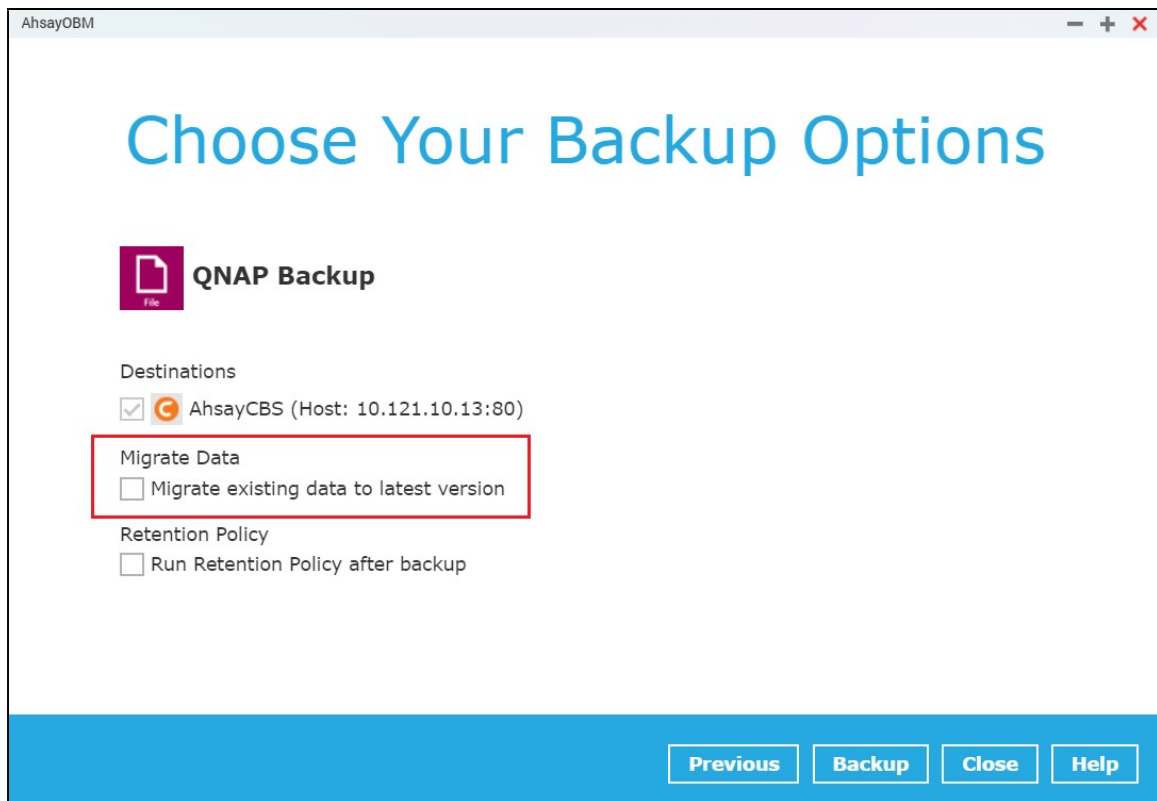 AhsayOBM
Choose Your Backup Options
File
QNAP Backup
Destinations
AhsayCBS (Host: 10.121.10.13:80)
Migrate Data
Migrate existing data to latest version
Retention Policy
Run Retention Policy after backup
Previous Backup Close Help